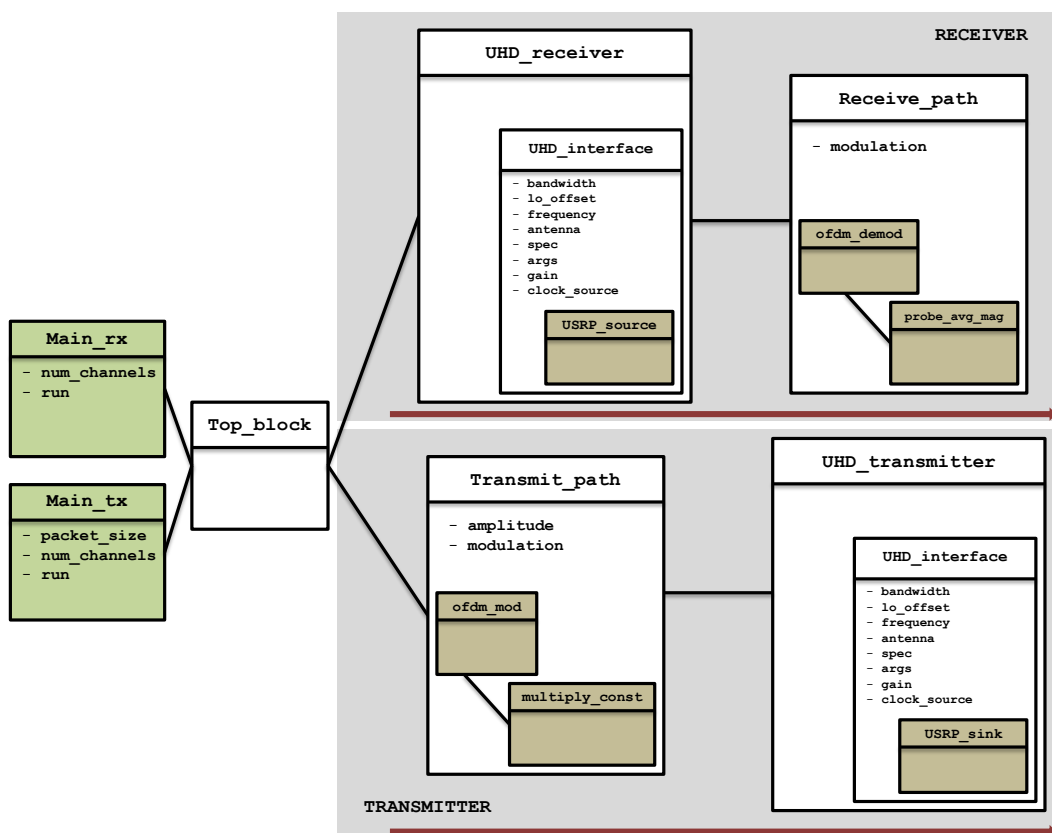 RECEIVER
UHD_receiver
UHD_interface
- bandwidth
- lo_offset
- frequency
- antenna
- spec
- args
- gain
- clock_source
USRP_source
Receive_path
- modulation
ofdm_demod
probe_avg_mag
Main_rx
- num_channels
- run
Top_block
Main_tx
- packet_size
- num_channels
- run
Transmit_path
- amplitude
- modulation
ofdm_mod
multiply_const
UHD_transmitter
UHD_interface
- bandwidth
- lo_offset
- frequency
- antenna
- spec
- args
- gain
- clock_source
USRP_sink
TRANSMITTER